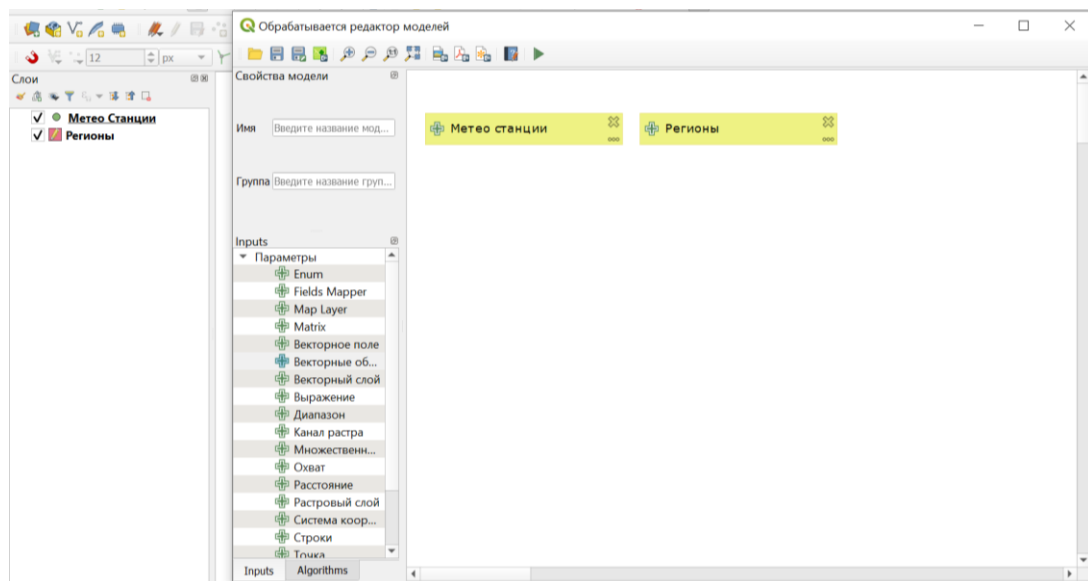 Обрабатывается редактор моделей
12
px
Слои
Метео Станции
Регионы
Свойства модели
Имя
Введите название мод...
Группа
Введите название груп...
Inputs
Параметры
Enum
Fields Mapper
Map Layer
Matrix
Векторное поле
Векторные об...
Векторный слой
Выражение
Диапазон
Канал растра
Множественн...
Охват
Расстояние
Растровый слой
Система коор...
Строки
Точка
Inputs
Algorithms
Метео станции
Регионы